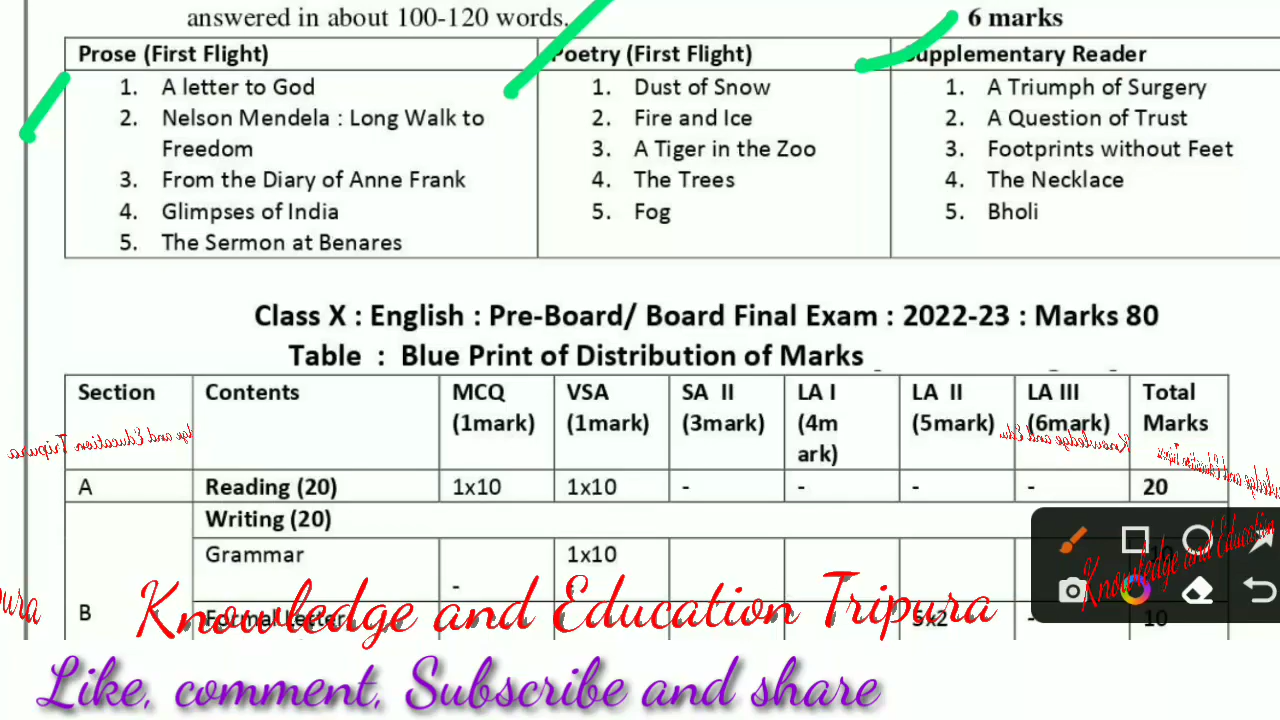 answered in about 100-120 words.
6 marks
Prose (First Flight)
1. A letter to God
2. Nelson Mendela : Long Walk to
Freedom
3. From the Diary of Anne Frank
4. Glimpses of India
5. The Sermon at Benares
Poetry (First Flight)
1. Dust of Snow
2. Fire and Ice
3. A Tiger in the Zoo
4. The Trees
5. Fog
Supplementary Reader
1. A Triumph of Surgery
2. A Question of Trust
3. Footprints without Feet
4. The Necklace
5. Bholi
Class X : English : Pre-Board/ Board Final Exam : 2022-23 : Marks 80
Table : Blue Print of Distribution of Marks
Section Contents MCQ VSA SA II LA I LA II LA III Total
(1mark) (1mark) (3mark) (4m (5mark) (6mark) Marks
ark)
A Reading (20) 1x10 1x10 - - - - 20
Writing (20)
Grammar - 1x10
B Formal Letter 5x2 - 10
Knowledge and Education Tripura
Like, comment, Subscribe and share